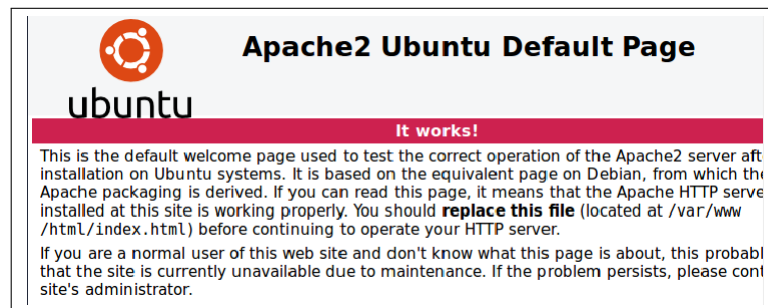 Apache2 Ubuntu Default Page
ubuntu
It works!
This is the default welcome page used to test the correct operation of the Apache2 server
installation on Ubuntu systems. It is based on the equivalent page on Debian, from which
Apache packaging is derived. If you can read this page, it means that the Apache HTTP
installed at this site is working properly. You should replace this file (located at /var/www
/html/index.html) before continuing to operate your HTTP server.
If you are a normal user of this web site and don't know what this page is about, this
that the site is currently unavailable due to maintenance. If the problem persists, please
site's administrator.